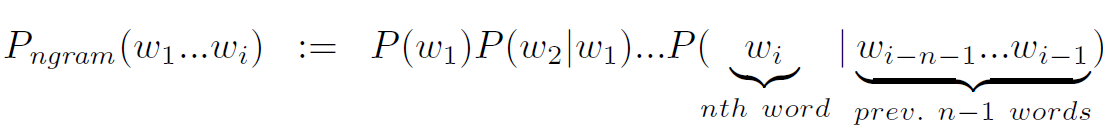 P_{ngram}(w_1...w_i) := P(w_1)P(w_2|w_1)...P( w_i | w_{i-n-1}...w_{i-1})
nth word prev. n-1 words